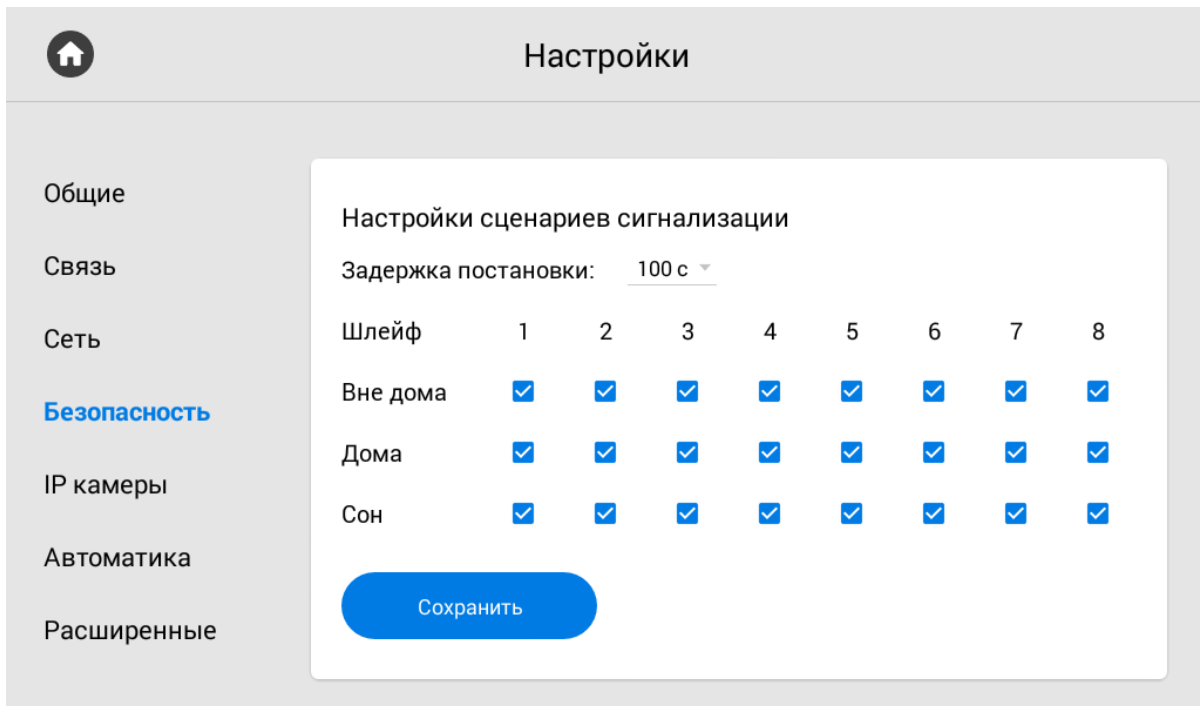 Настройки
Общие
Связь
Сеть
Безопасность
IP камеры
Автоматика
Расширенные
Настройки сценариев сигнализации
Задержка постановки: 100 с
Шлейф 1 2 3 4 5 6 7 8
Вне дома
Дома
Сон
Сохранить